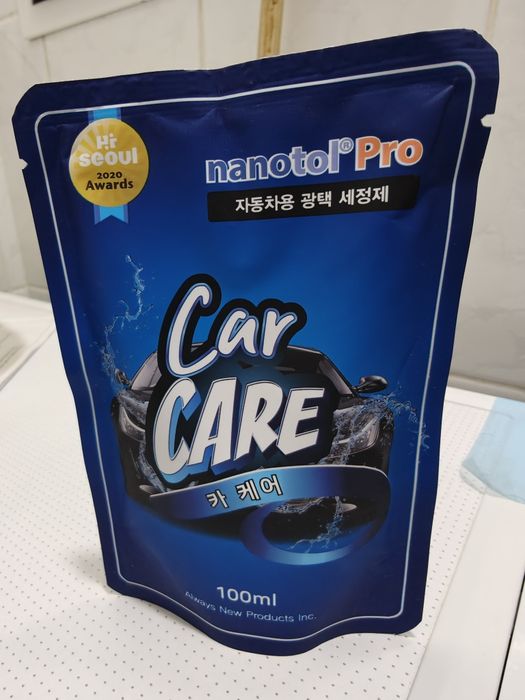 Hi
seoul
2020
Awards
nanotol® Pro
자동차용 광택 세정제
Car
CARE
카 케어
100ml
Always New Products Inc.